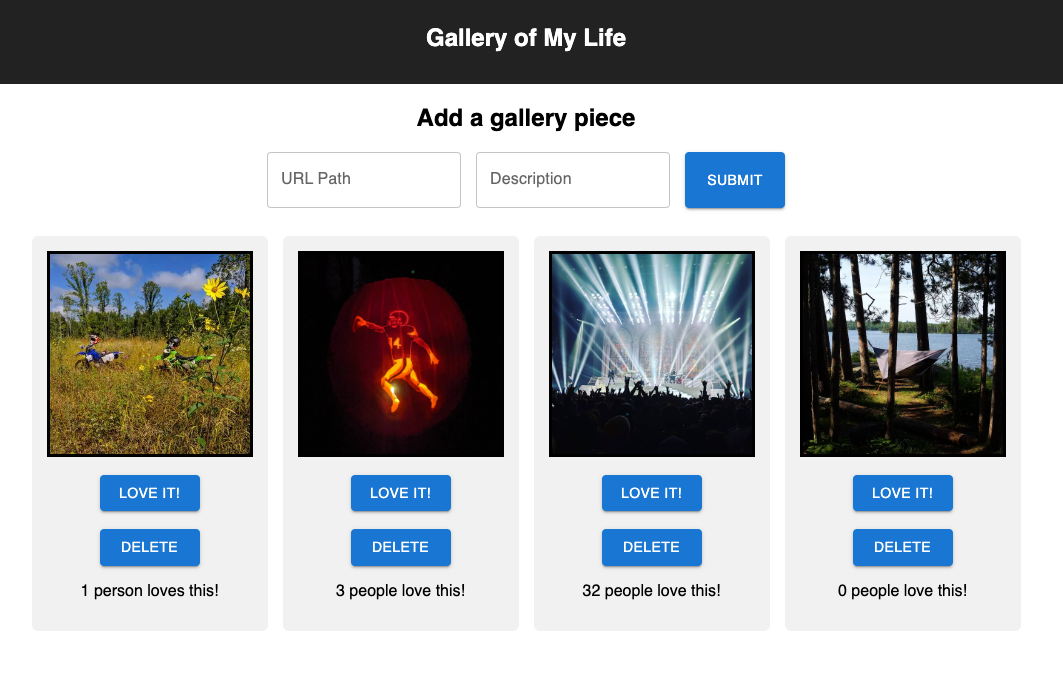 Gallery of My Life
Add a gallery piece
URL Path
Description
SUBMIT
LOVE IT!
LOVE IT!
LOVE IT!
LOVE IT!
DELETE
DELETE
DELETE
DELETE
1 person loves this!
3 people love this!
32 people love this!
0 people love this!